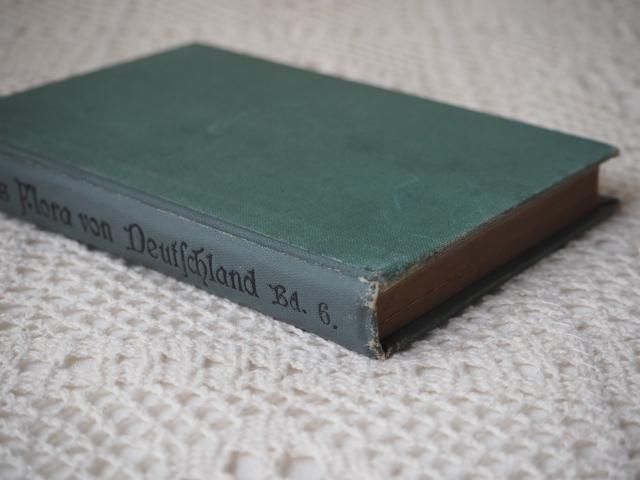 s Flora von Deutſchland Bd. 6.